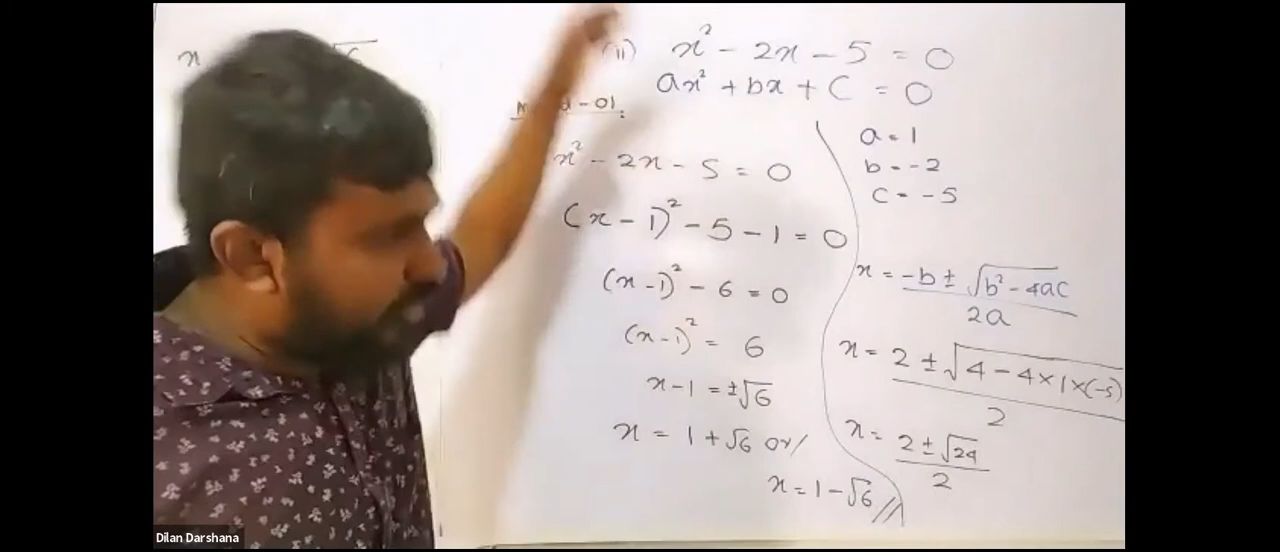 x
(II) x² - 2x - 5 = 0
ax² + bx + C = 0
- 01.
x² - 2x - 5 = 0
(x - 1)² - 5 - 1 = 0
(x - 1)² - 6 = 0
(x - 1)² = 6
x - 1 = ±√6
x = 1 + √6 or
x = 1 - √6 //
a = 1
b = -2
C = -5
x = (-b ± √(b² - 4aC)) / 2a
x = (2 ± √(4 - 4×1×(-5))) / 2
x = (2 ± √24) / 2
Dilan Darshana